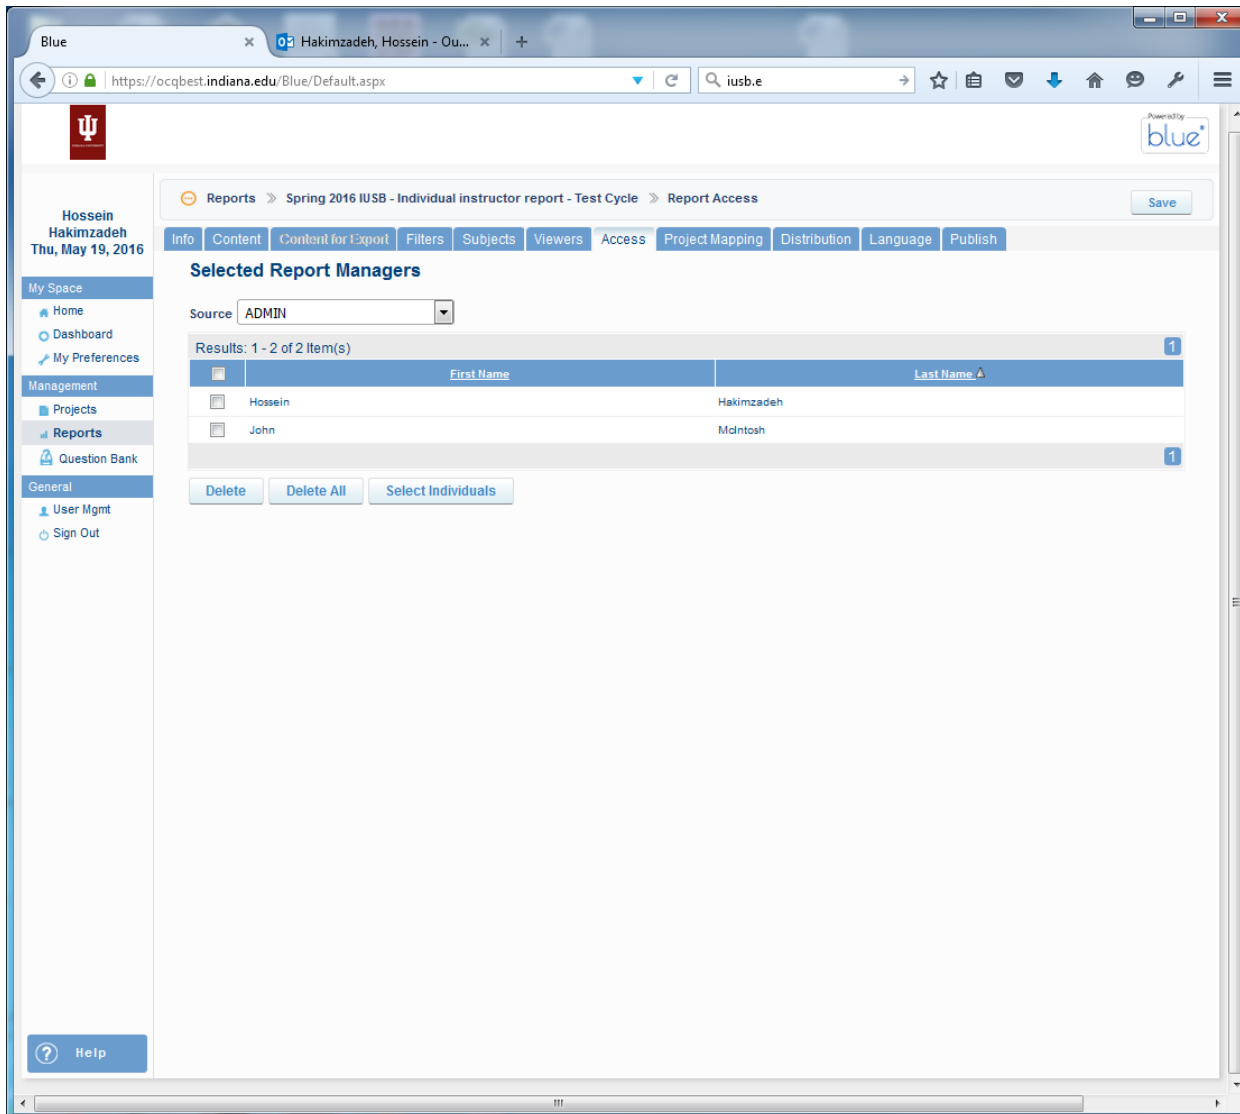 Blue
Hakimzadeh, Hossein - Ou...
https://ocqbest.indiana.edu/Blue/Default.aspx
iusb.e
Powered by
blue
Hossein
Hakimzadeh
Thu, May 19, 2016
My Space
Home
Dashboard
My Preferences
Management
Projects
Reports
Question Bank
General
User Mgmt
Sign Out
Help
Reports » Spring 2016 IUSB - Individual instructor report - Test Cycle » Report Access
Save
Info Content Content for Export Filters Subjects Viewers Access Project Mapping Distribution Language Publish
Selected Report Managers
Source ADMIN
Results: 1 - 2 of 2 Item(s) 1
First Name Last Name
Hossein Hakimzadeh
John McIntosh
1
Delete Delete All Select Individuals